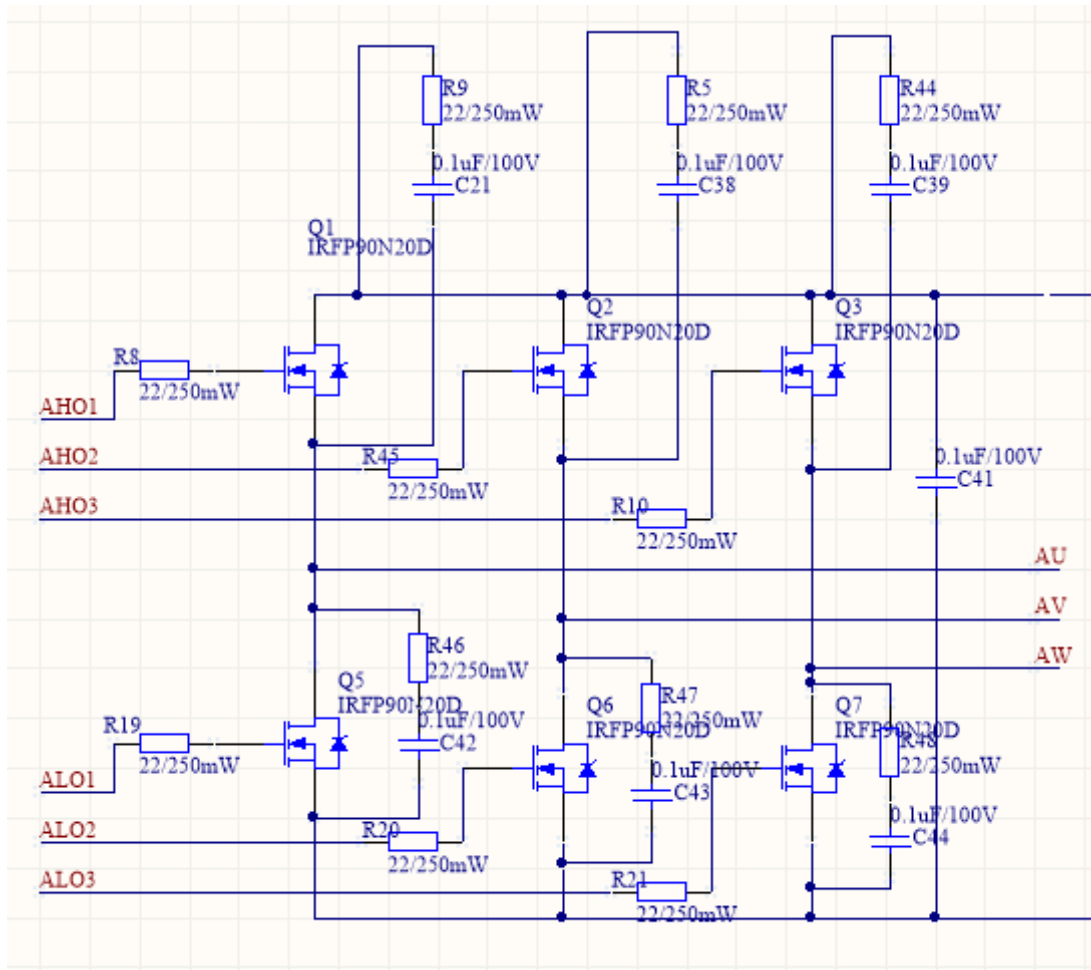 R9
22/250mW
0.1uF/100V
C21
R5
22/250mW
0.1uF/100V
C38
R44
22/250mW
0.1uF/100V
C39
Q1
IRFP90N20D
Q2
IRFP90N20D
Q3
IRFP90N20D
R8
22/250mW
AHO1
AHO2
R45
22/250mW
AHO3
R10
22/250mW
0.1uF/100V
C41
AU
AV
AW
R46
22/250mW
Q5
IRFP90N20D
0.1uF/100V
C42
R47
22/250mW
Q6
IRFP90N20D
0.1uF/100V
C43
Q7
IRFP90N20D
R48
22/250mW
0.1uF/100V
C44
R19
22/250mW
ALO1
ALO2
R20
22/250mW
ALO3
R21
22/250mW